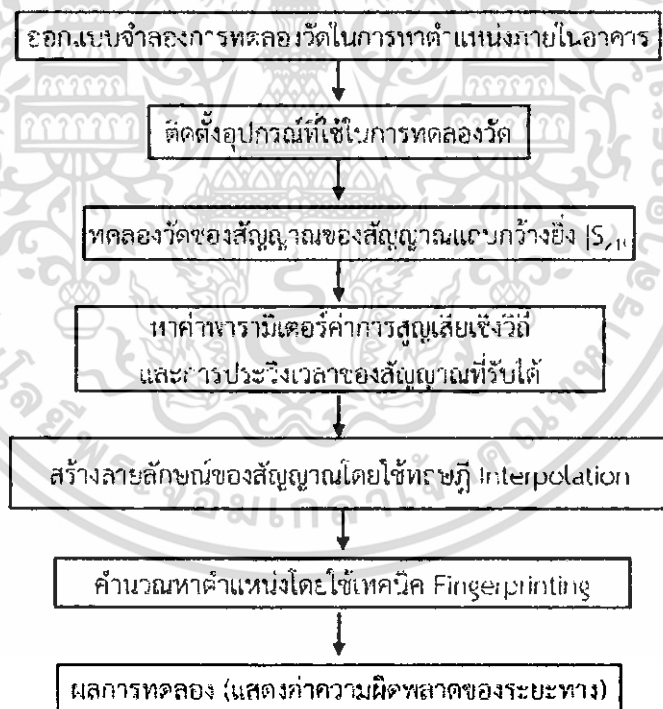 ออกแบบจำลองการทดลองวัดในการหาตำแหน่งภายในอาคาร
ติดตั้งอุปกรณ์ที่ใช้ในการทดลองวัด
ทดลองวัดของสัญญาณของสัญญาณแถบกว้างยิ่ง |S₂₁|
หาค่าพารามิเตอร์ค่าการสูญเสียเชิงวิถี
และการประวิงเวลาของสัญญาณที่รับได้
สร้างลายลักษณ์ของสัญญาณโดยใช้ทฤษฎี Interpolation
คำนวณหาตำแหน่งโดยใช้เทคนิค Fingerprinting
ผลการทดลอง (แสดงค่าความผิดพลาดของระยะทาง)